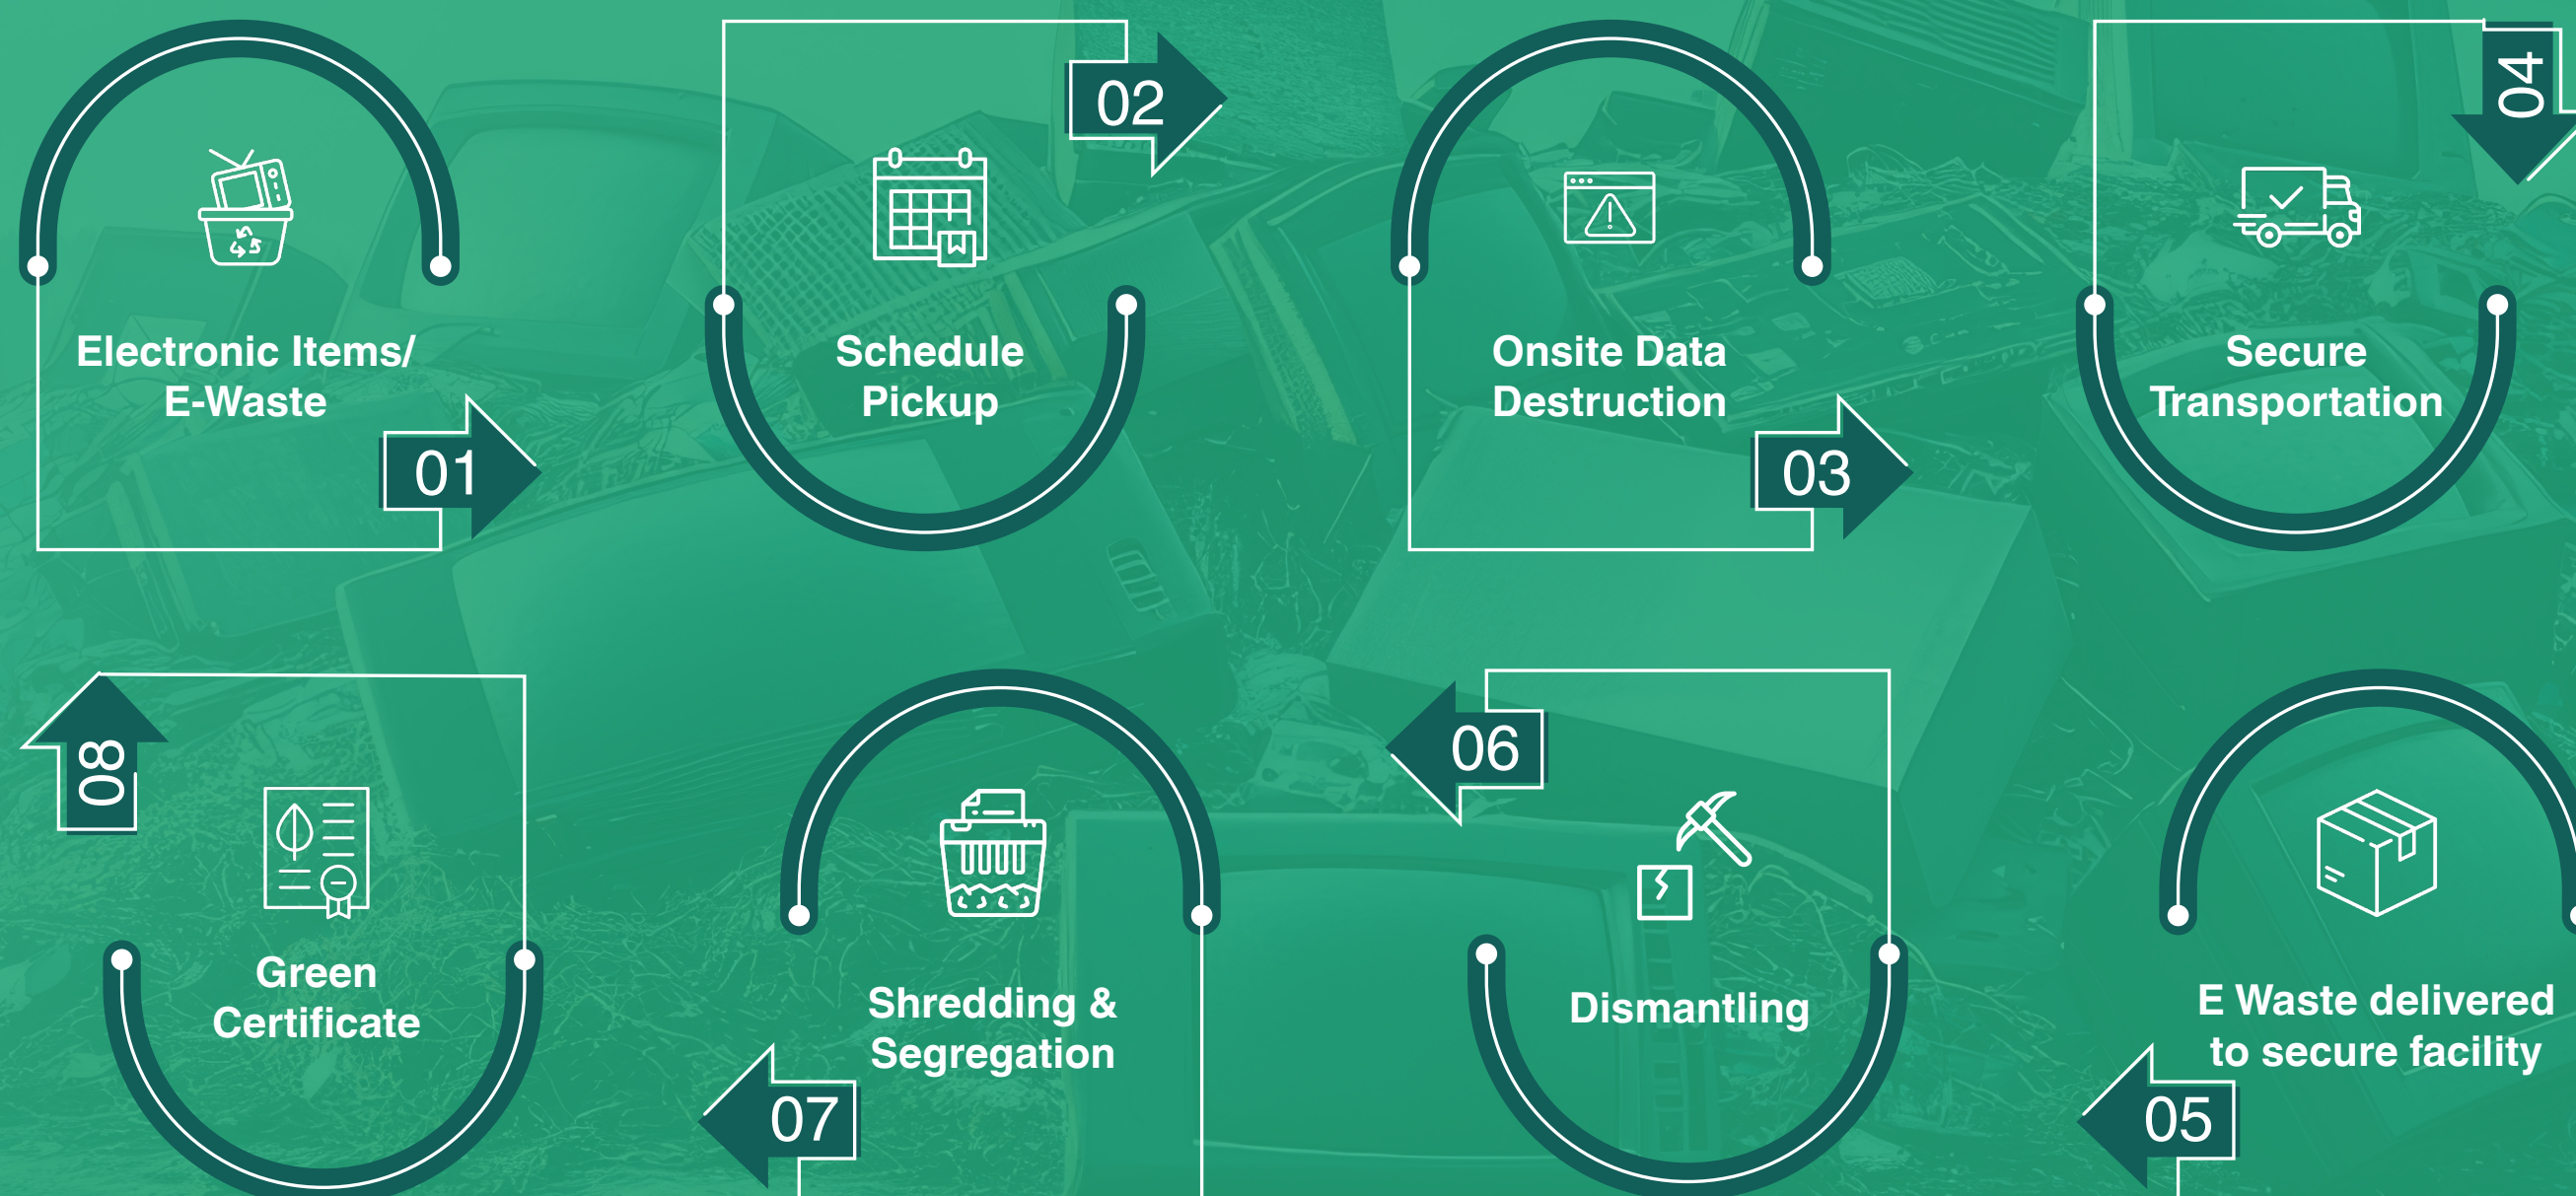 Electronic Items/
E-Waste
01
Schedule
Pickup
02
Onsite Data
Destruction
03
Secure
Transportation
04
E Waste delivered
to secure facility
05
Dismantling
06
Shredding &
Segregation
07
Green
Certificate
08